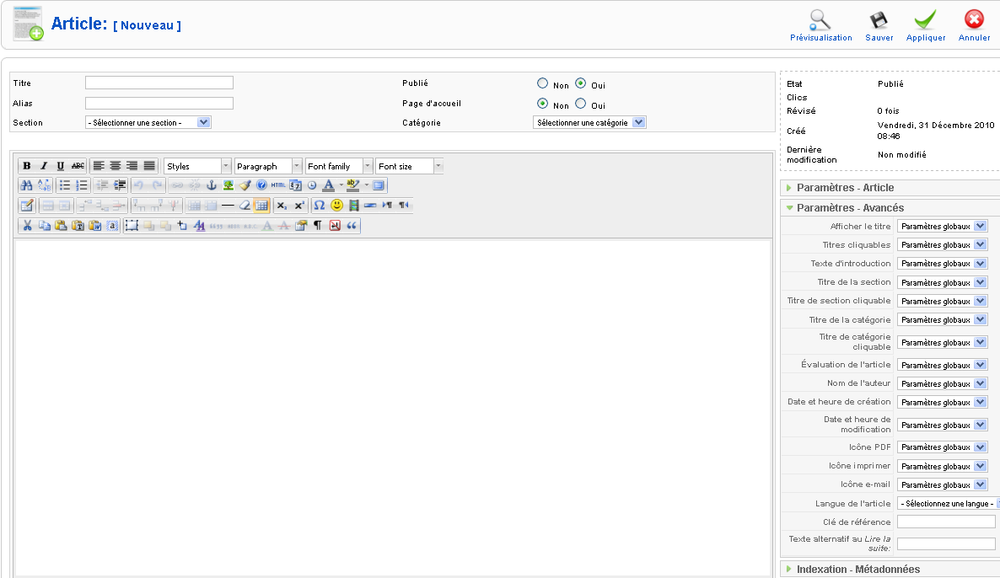 Article: [ Nouveau ]
Prévisualisation Sauver Appliquer Annuler
Titre Publié Non Oui
Alias Page d'accueil Non Oui
Section - Sélectionner une section - Catégorie Sélectionner une catégorie
Etat Publié
Clics
Révisé 0 fois
Créé Vendredi, 31 Décembre 2010
08:46
Dernière
modification Non modifié
B I U ABC Styles Paragraph Font family Font size
HTML A ab
Paramètres - Article
Paramètres - Avancés
Afficher le titre Paramètres globaux
Titres cliquables Paramètres globaux
Texte d'introduction Paramètres globaux
Titre de la section Paramètres globaux
Titre de section cliquable Paramètres globaux
Titre de la catégorie Paramètres globaux
Titre de catégorie
cliquable Paramètres globaux
Évaluation de l'article Paramètres globaux
Nom de l'auteur Paramètres globaux
Date et heure de création Paramètres globaux
Date et heure de
modification Paramètres globaux
Icône PDF Paramètres globaux
Icône imprimer Paramètres globaux
Icône e-mail Paramètres globaux
Langue de l'article - Sélectionnez une langue -
Clé de référence
Texte alternatif au Lire la
suite:
Indexation - Métadonnées